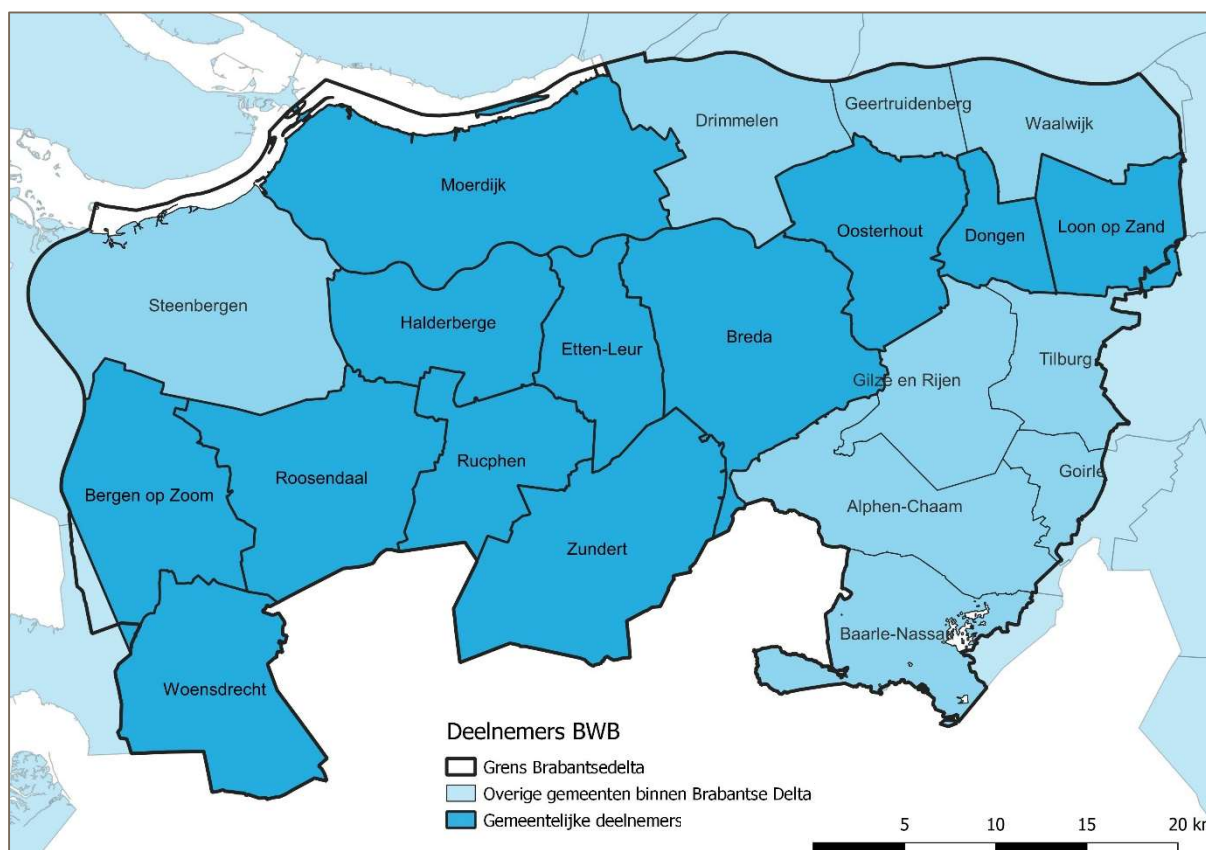 Geertruidenberg
Drimmelen
Waalwijk
Moerdijk
Oosterhout
Dongen
Loon op Zand
Steenbergen
Halderberge
Etten-Leur
Breda
Tilburg
Gilze en Rijen
Rucphen
Goirle
Roosendaal
Bergen op Zoom
Alphen-Chaam
Zundert
Baarle-Nassau
Woensdrecht
Deelnemers BWB
Grens Brabantsedelta
Overige gemeenten binnen Brabantse Delta
Gemeentelijke deelnemers
5 10 15 20 km